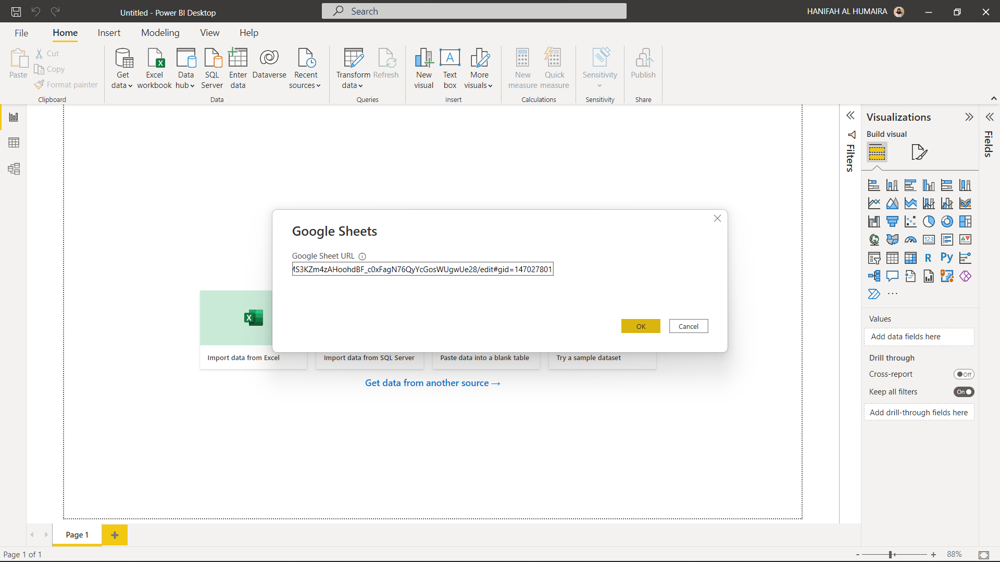 Untitled - Power BI Desktop
Search
HANIFAH AL HUMAIRA
File Home Insert Modeling View Help
Paste
Cut
Copy
Format painter
Clipboard
Get data
Excel workbook
Data hub
SQL Server
Enter data
Dataverse
Recent sources
Data
Transform data
Refresh
Queries
New visual
Text box
More visuals
Insert
New measure
Quick measure
Calculations
Sensitivity
Sensitivity
Publish
Share
Google Sheets
Google Sheet URL
MS3KZm4zAHoohdBF_c0xFagN76QyYcGosWUgwUe28/edit#gid=147027801
OK
Cancel
Import data from Excel
Import data from SQL Server
Paste data into a blank table
Try a sample dataset
Get data from another source →
Filters
Visualizations
Build visual
123
R
Py
...
Values
Add data fields here
Drill through
Cross-report
Off
Keep all filters
On
Add drill-through fields here
Fields
Page 1
Page 1 of 1
- + 88%